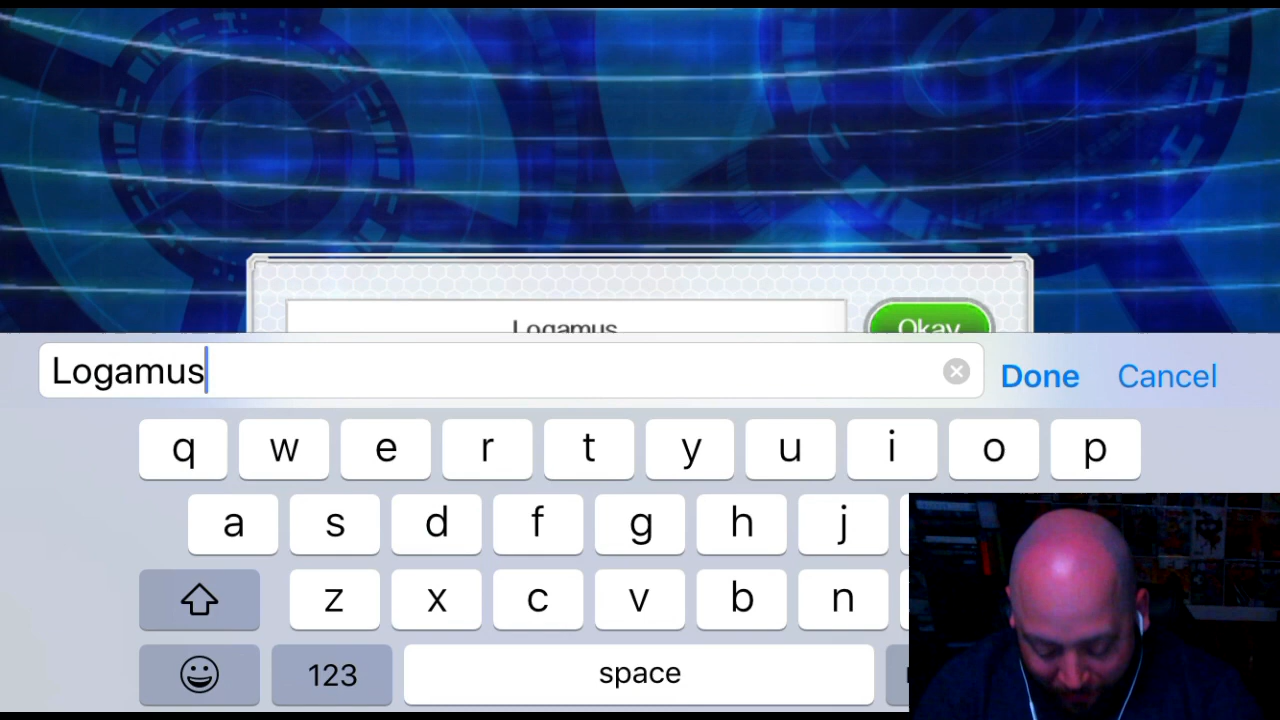 Logamus
Okay
Logamus
Done
Cancel
q w e r t y u i o p
a s d f g h j
z x c v b n
123
space